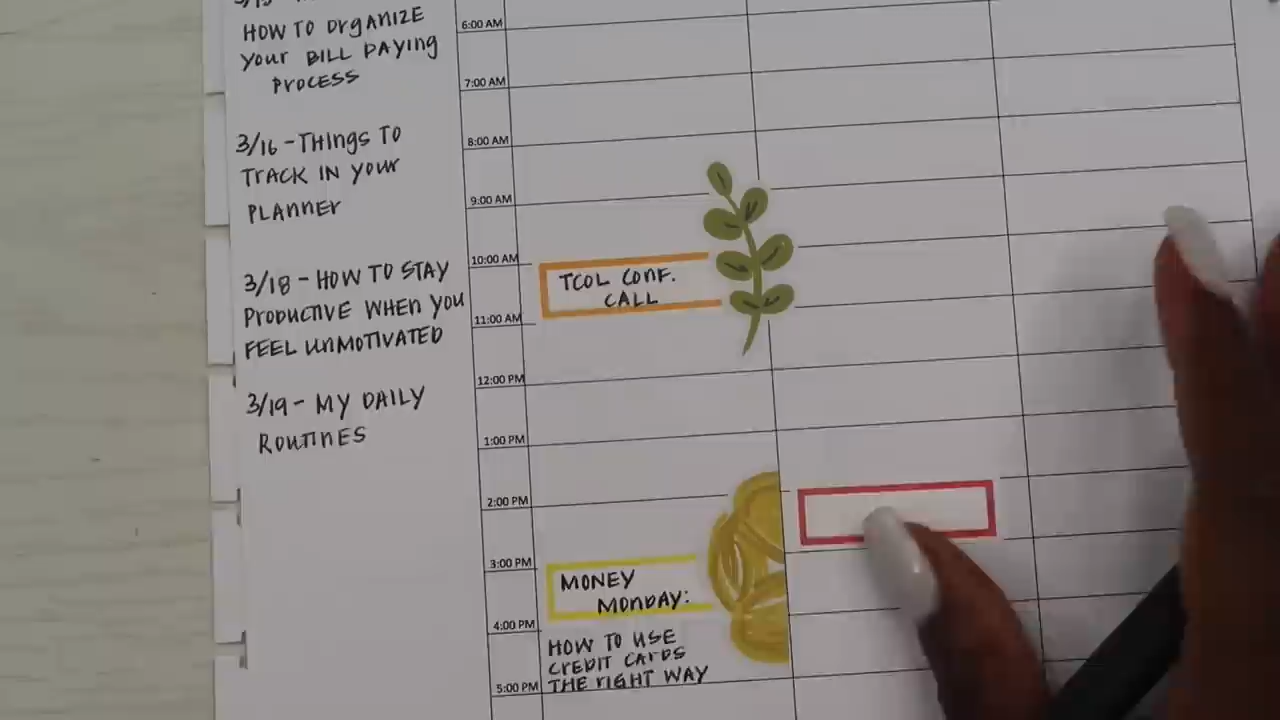 HOW TO OrgANIZE
your BILL PAying
PROCESS
3/16 - THIngs TO
TRACK IN your
PLAnnEr
3/18 - HOW TO STAY
PrODUCTIVE WHEn YOU
FEEL UnMOTIVATED
3/19 - MY DAILY
ROUTInES
6:00 AM
7:00 AM
8:00 AM
9:00 AM
10:00 AM
TCOL COnF.
CALL
11:00 AM
12:00 PM
1:00 PM
2:00 PM
3:00 PM
MONEY
MOnDAY:
4:00 PM
HOW TO USE
CREDIT CArDS
THE rIGHT WAY
5:00 PM